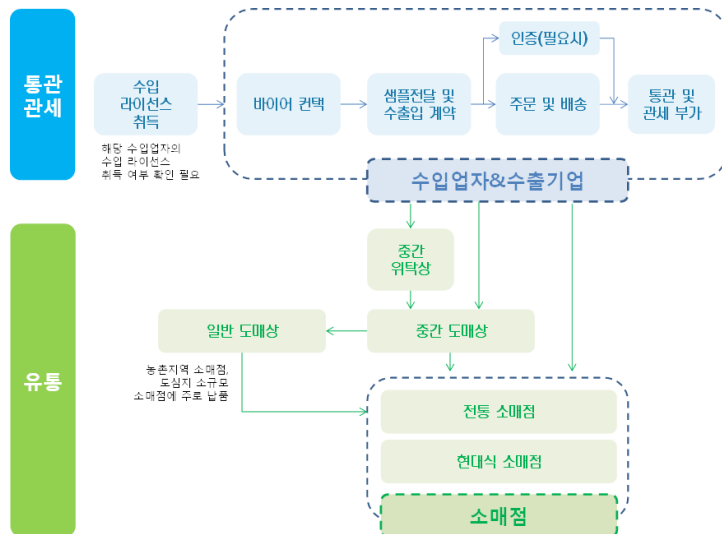 통관
관세
수입
라이선스
취득
해당 수입업자의
수입 라이선스
취득 여부 확인 필요
바이어 컨택
샘플전달 및
수출입 계약
인증(필요시)
주문 및 배송
통관 및
관세 부가
수입업자&수출기업
유통
중간
위탁상
일반 도매상
중간 도매상
농촌지역 소매점,
도심지 소규모
소매점에 주로 납품
전통 소매점
현대식 소매점
소매점